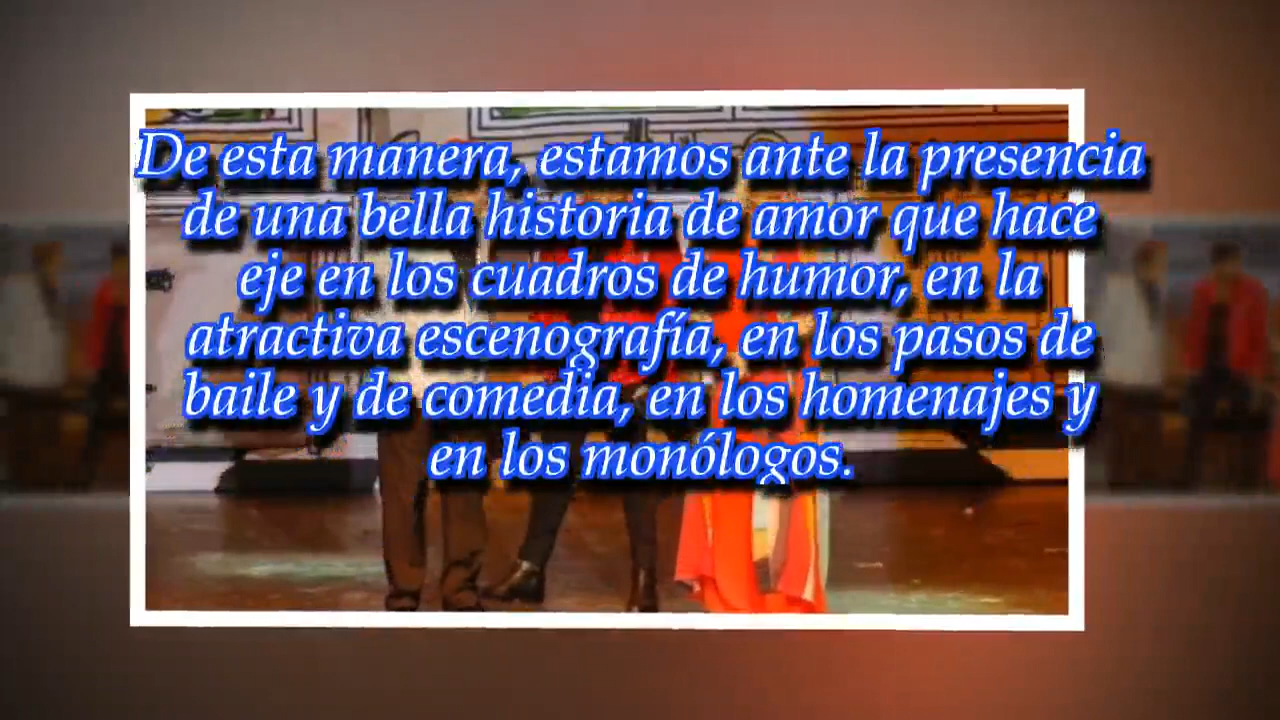 De esta manera, estamos ante la presencia
de una bella historia de amor que hace
eje en los cuadros de humor, en la
atractiva escenografía, en los pasos de
baile y de comedia, en los homenajes y
en los monólogos.